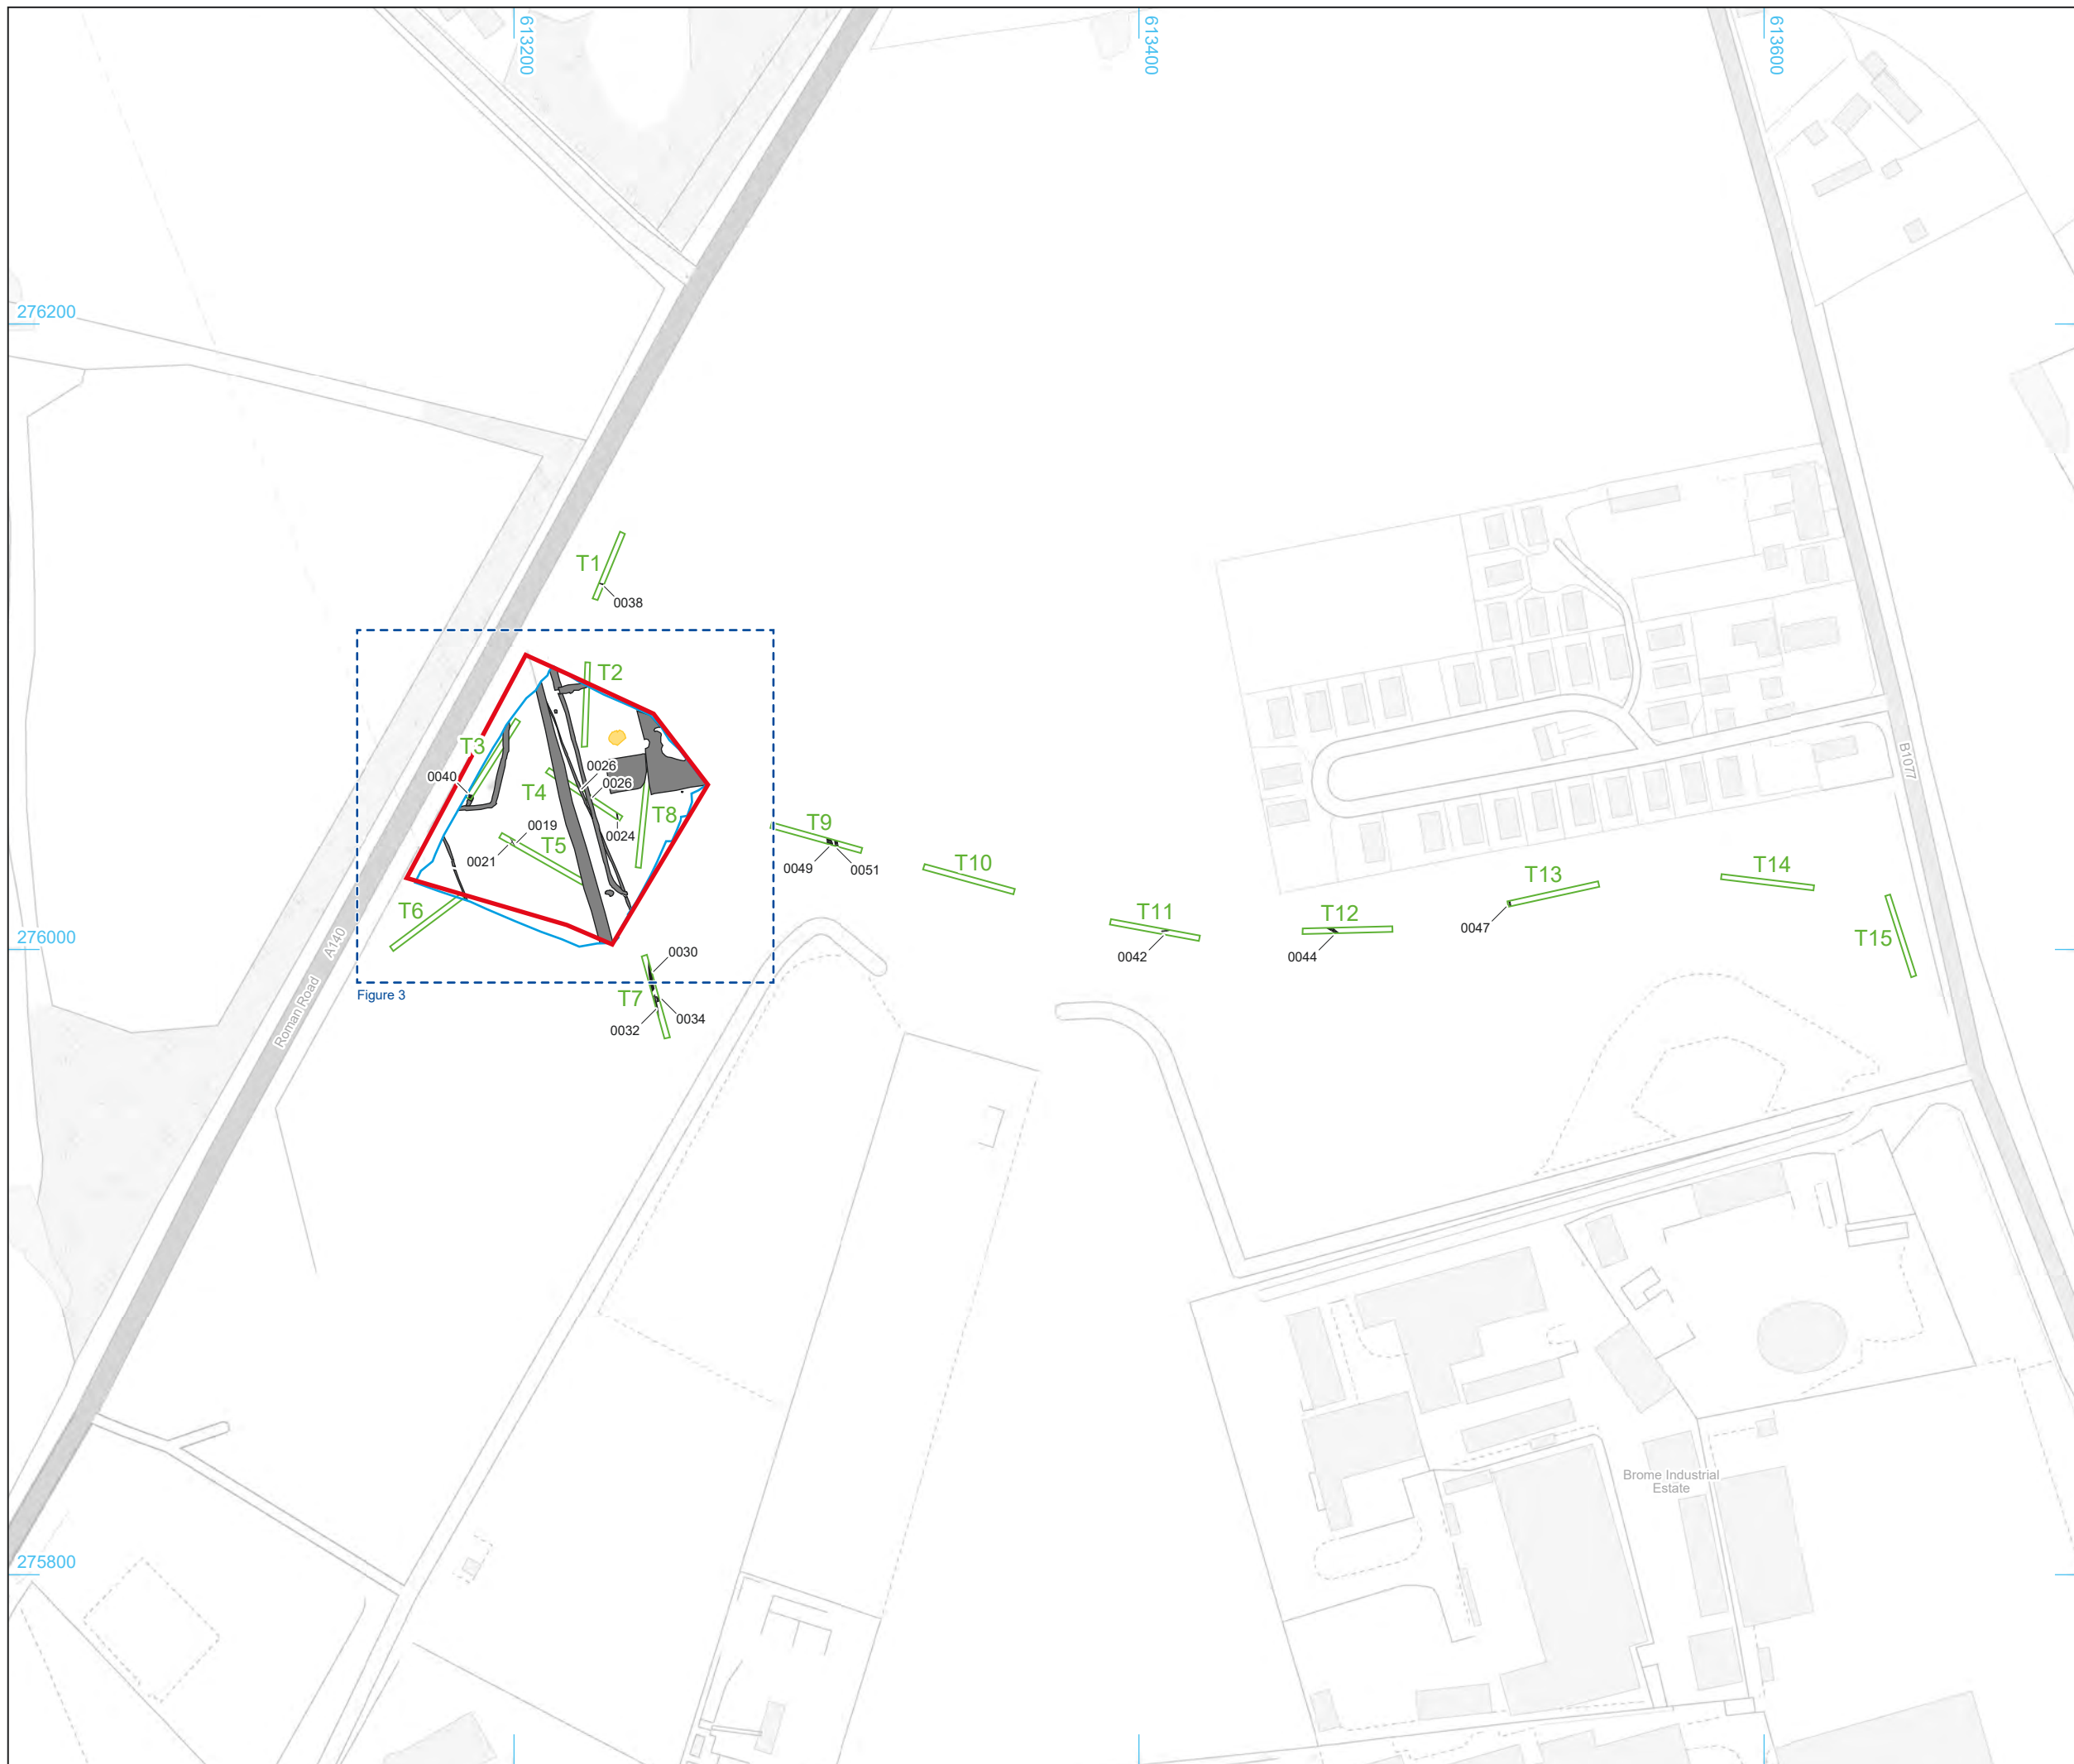 613200
613400
613600
276200
T1
0038
T2
T3
0040
0026
0026
T4
T8
0024
0019
T5
0021
T9
0049
0051
T10
T6
T11
0042
T12
0044
T13
0047
T14
T15
B1077
276000
A140
Roman Road
Figure 3
0030
T7
0034
0032
Brome Industrial
Estate
275800